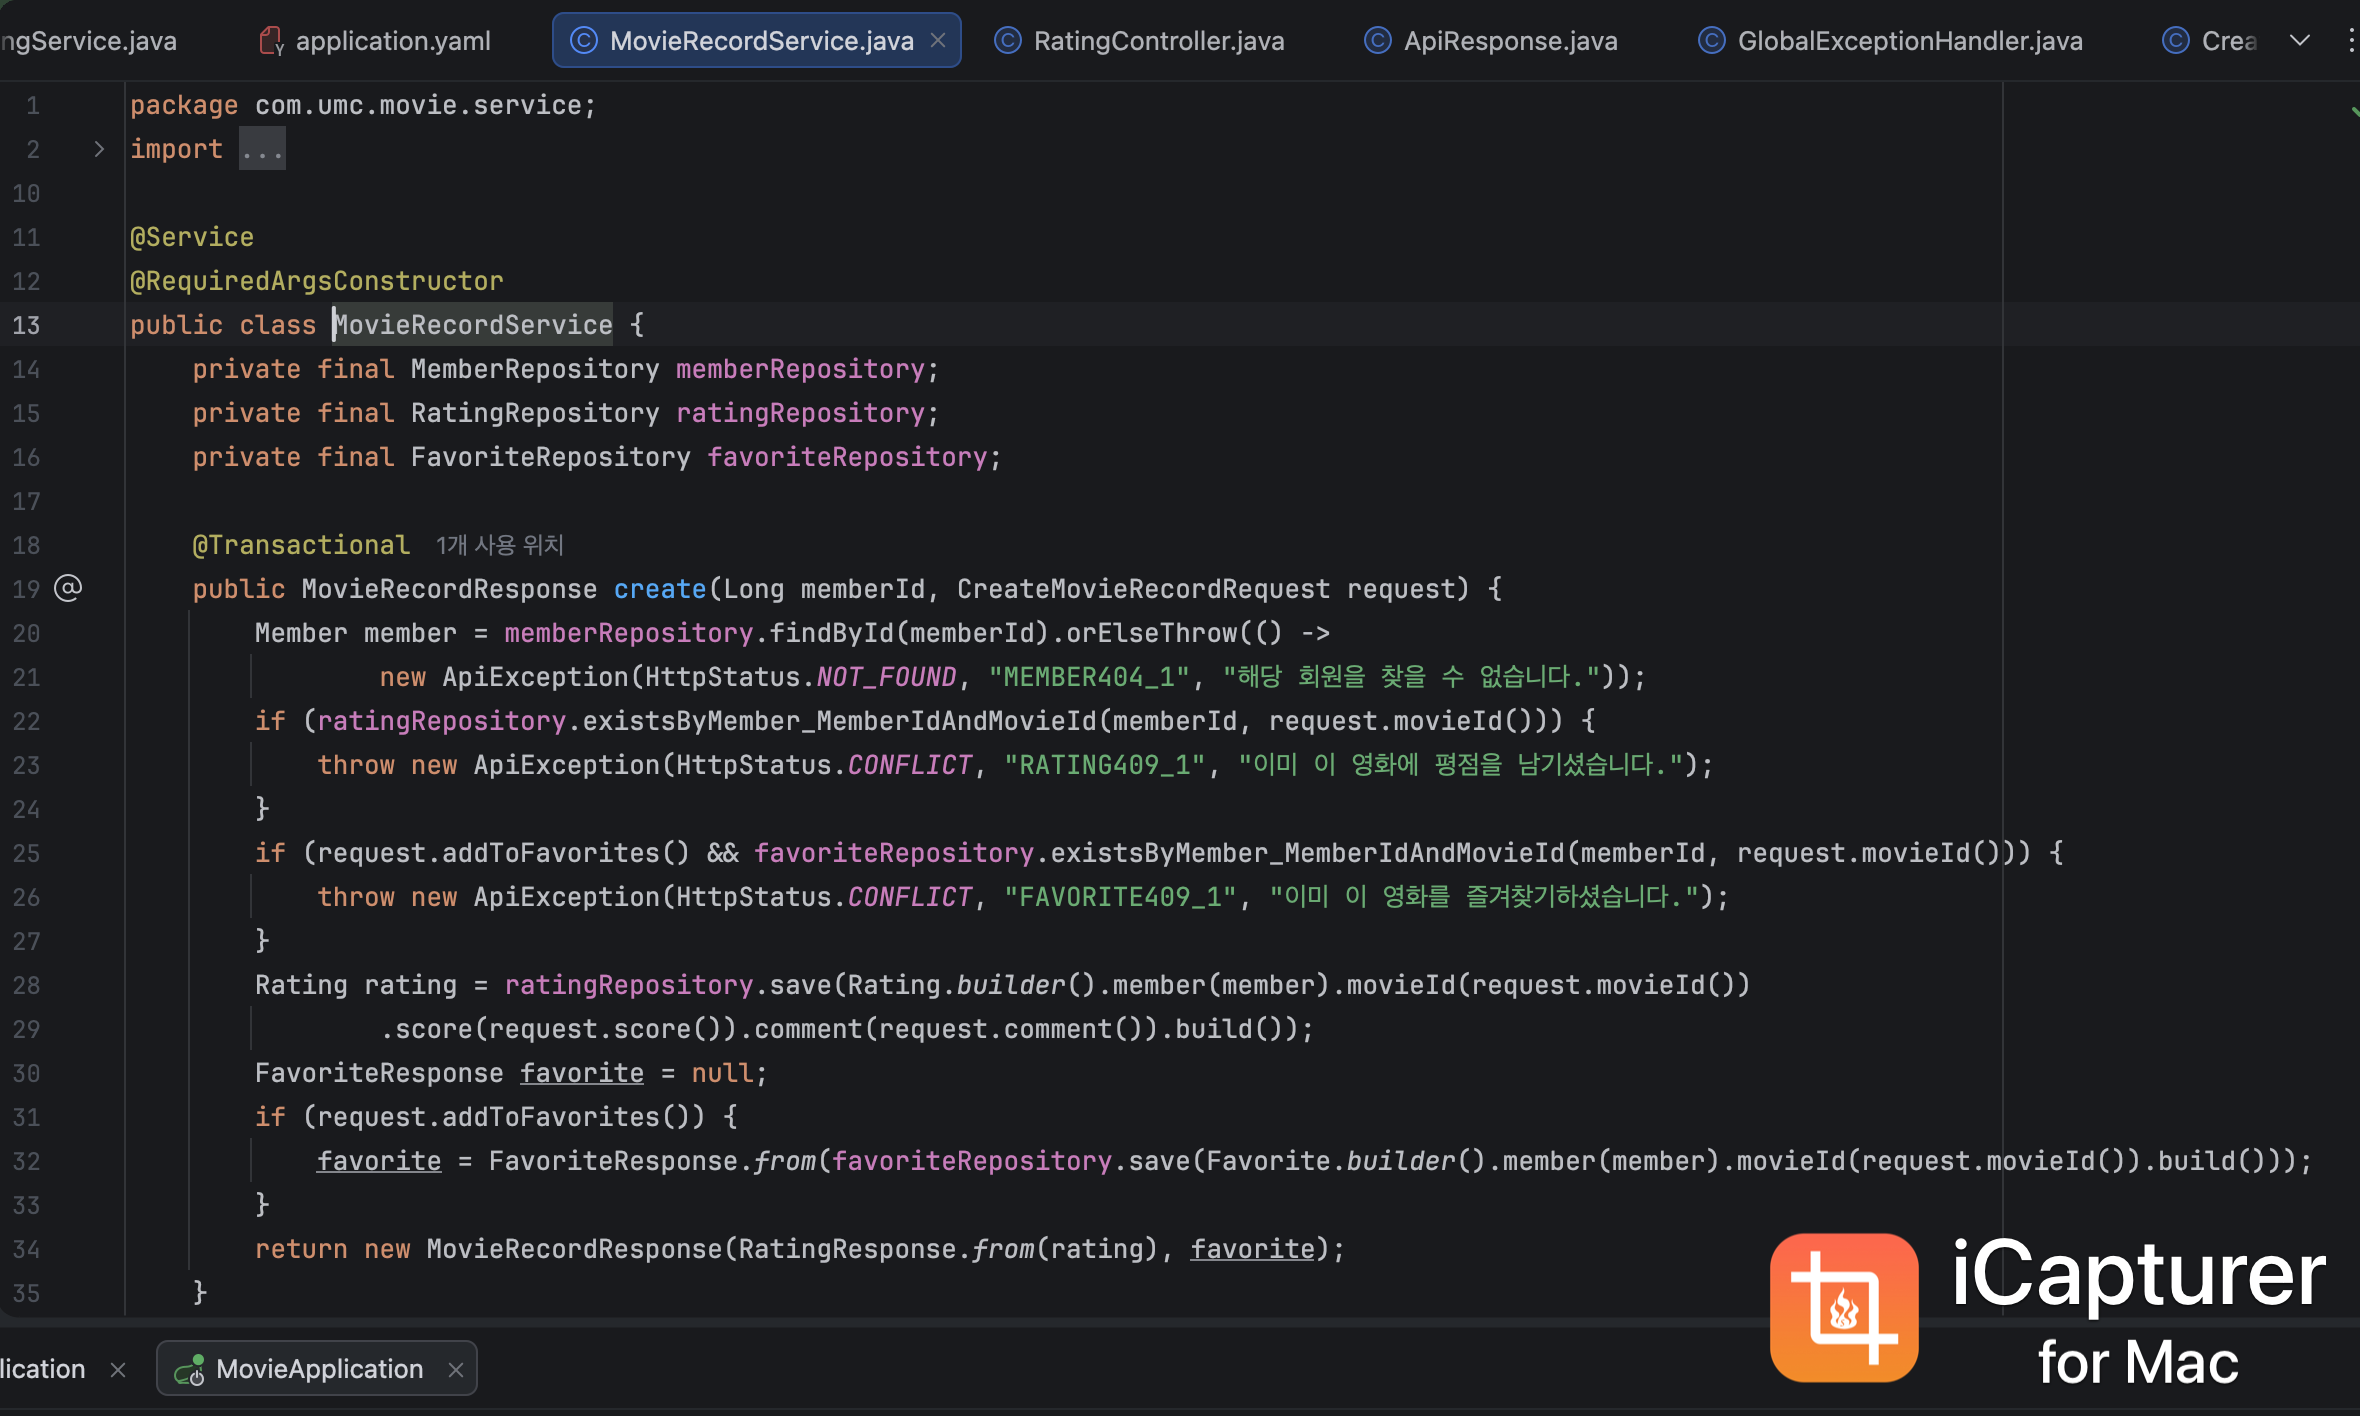 ngService.java application.yaml MovieRecordService.java RatingController.java ApiResponse.java GlobalExceptionHandler.java Crea
1 package com.umc.movie.service;
2 import ...
10
11 @Service
12 @RequiredArgsConstructor
13 public class MovieRecordService {
14 private final MemberRepository memberRepository;
15 private final RatingRepository ratingRepository;
16 private final FavoriteRepository favoriteRepository;
17
18 @Transactional 1개 사용 위치
19 public MovieRecordResponse create(Long memberId, CreateMovieRecordRequest request) {
20 Member member = memberRepository.findById(memberId).orElseThrow(() ->
21 new ApiException(HttpStatus.NOT_FOUND, "MEMBER404_1", "해당 회원을 찾을 수 없습니다."));
22 if (ratingRepository.existsByMember_MemberIdAndMovieId(memberId, request.movieId())) {
23 throw new ApiException(HttpStatus.CONFLICT, "RATING409_1", "이미 이 영화에 평점을 남기셨습니다.");
24 }
25 if (request.addToFavorites() && favoriteRepository.existsByMember_MemberIdAndMovieId(memberId, request.movieId())) {
26 throw new ApiException(HttpStatus.CONFLICT, "FAVORITE409_1", "이미 이 영화를 즐겨찾기하셨습니다.");
27 }
28 Rating rating = ratingRepository.save(Rating.builder().member(member).movieId(request.movieId())
29 .score(request.score()).comment(request.comment()).build());
30 FavoriteResponse favorite = null;
31 if (request.addToFavorites()) {
32 favorite = FavoriteResponse.from(favoriteRepository.save(Favorite.builder().member(member).movieId(request.movieId()).build()));
33 }
34 return new MovieRecordResponse(RatingResponse.from(rating), favorite);
35 }
lication MovieApplication
iCapturer
for Mac